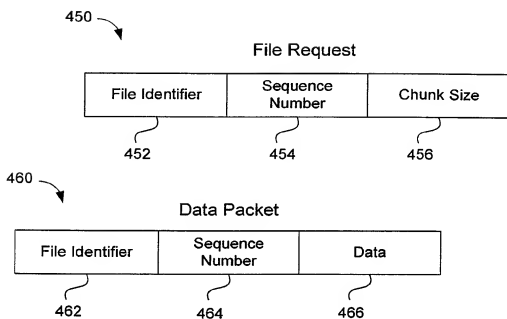 450
File Request
File Identifier
Sequence
Number
Chunk Size
452
454
456
460
Data Packet
File Identifier
Sequence
Number
Data
462
464
466